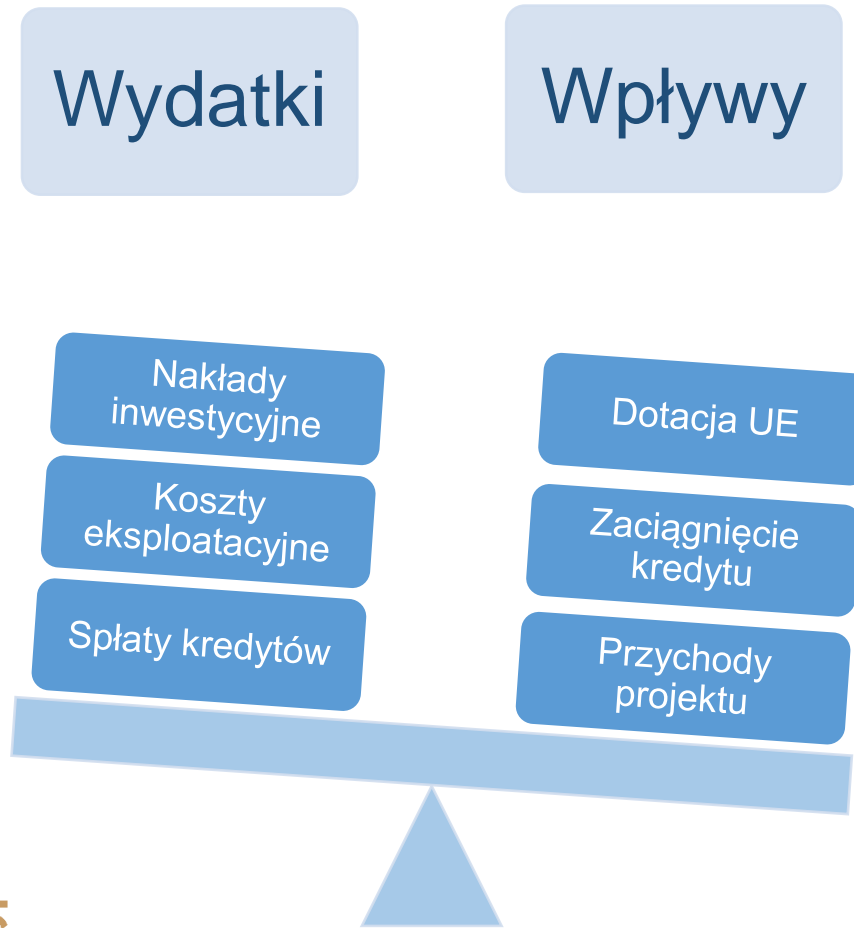 Wydatki
Wpływy
Nakłady
inwestycyjne
Koszty
eksploatacyjne
Spłaty kredytów
Dotacja UE
Zaciągnięcie
kredytu
Przychody
projektu